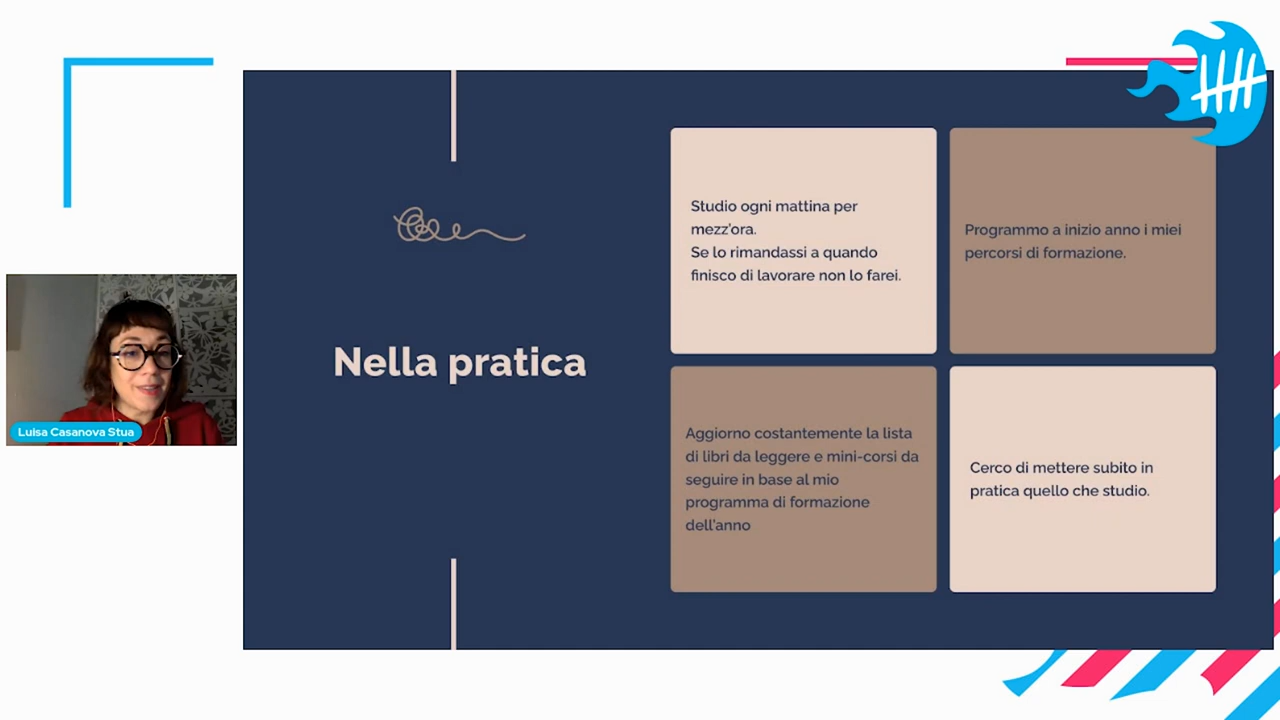 Nella pratica
Studio ogni mattina per
mezz'ora.
Se lo rimandassi a quando
finisco di lavorare non lo farei.
Programmo a inizio anno i miei
percorsi di formazione.
Aggiorno costantemente la lista
di libri da leggere e mini-corsi da
seguire in base al mio
programma di formazione
dell'anno
Cerco di mettere subito in
pratica quello che studio.
Luisa Casanova Stua